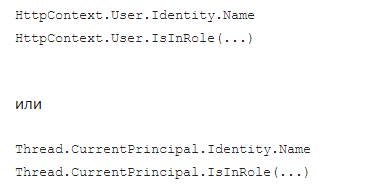 HttpContext.User.Identity.Name
HttpContext.User.IsInRole(...)
или
Thread.CurrentPrincipal.Identity.Name
Thread.CurrentPrincipal.IsInRole(...)